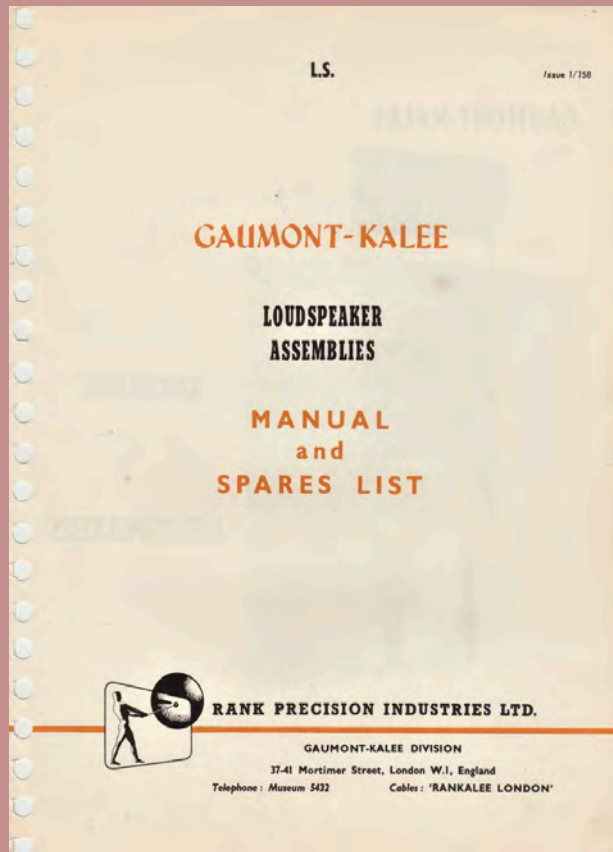 L.S.
Issue 1/758
GAUMONT-KALEE
LOUDSPEAKER
ASSEMBLIES
MANUAL
and
SPARES LIST
RANK PRECISION INDUSTRIES LTD.
GAUMONT-KALEE DIVISION
37-41 Mortimer Street, London W.1, England
Telephone: Museum 5432 Cables: 'RANKALEE LONDON'